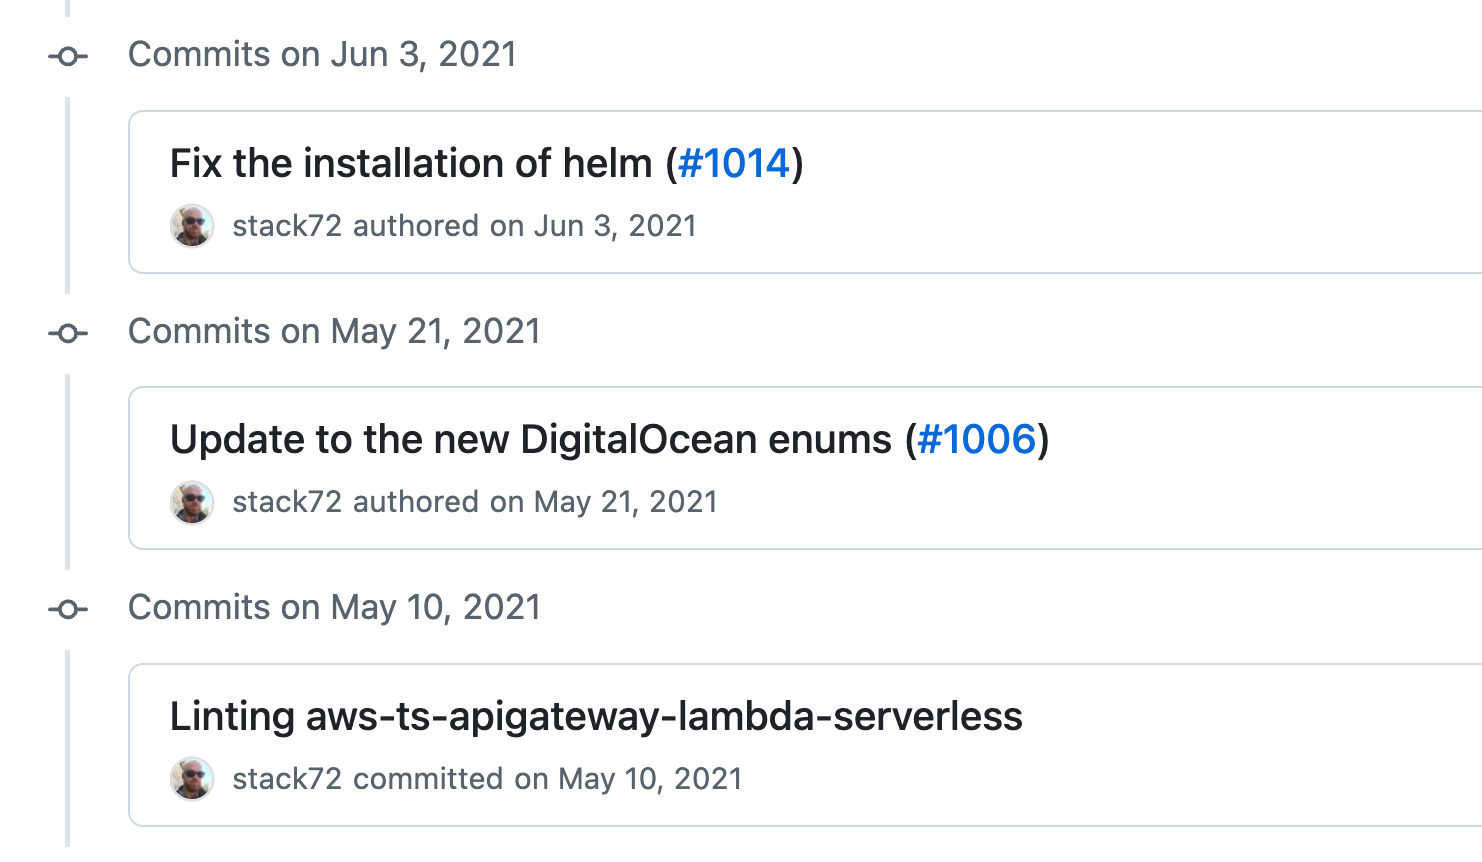 Commits on Jun 3, 2021
Fix the installation of helm (#1014)
stack72 authored on Jun 3, 2021
Commits on May 21, 2021
Update to the new DigitalOcean enums (#1006)
stack72 authored on May 21, 2021
Commits on May 10, 2021
Linting aws-ts-apigateway-lambda-serverless
stack72 committed on May 10, 2021